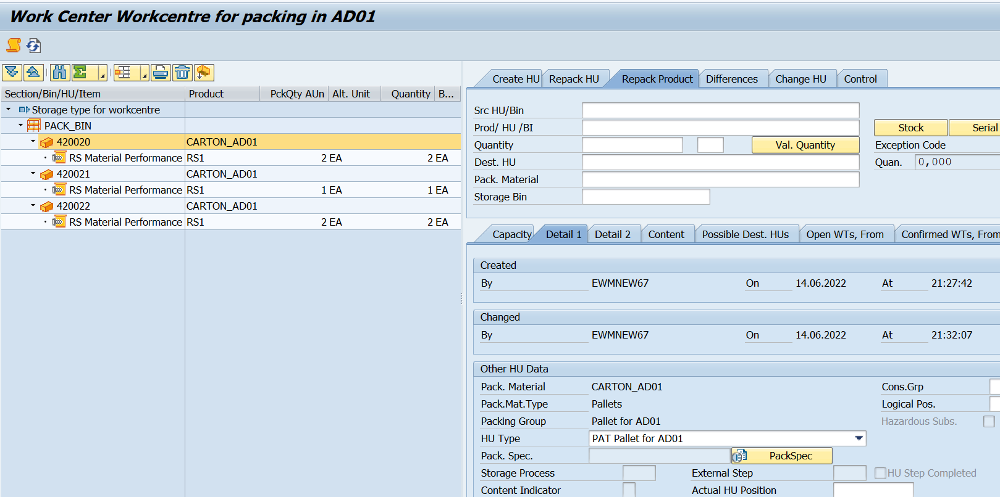 Work Center Workcentre for packing in AD01
Section/Bin/HU/Item Product PckQty AUn Alt. Unit Quantity B...
Storage type for workcentre
PACK_BIN
420020 CARTON_AD01
RS Material Performance RS1 2 EA 2 EA
420021 CARTON_AD01
RS Material Performance RS1 1 EA 1 EA
420022 CARTON_AD01
RS Material Performance RS1 2 EA 2 EA
Create HU Repack HU Repack Product Differences Change HU Control
Src HU/Bin
Prod/ HU /BI Stock Serial
Quantity Val. Quantity Exception Code
Dest. HU Quan. 0,000
Pack. Material
Storage Bin
Capacity Detail 1 Detail 2 Content Possible Dest. HUs Open WTs, From Confirmed WTs, From
Created
By EWMNEW67 On 14.06.2022 At 21:27:42
Changed
By EWMNEW67 On 14.06.2022 At 21:32:07
Other HU Data
Pack. Material CARTON_AD01 Cons.Grp
Pack.Mat.Type Pallets Logical Pos.
Packing Group Pallet for AD01 Hazardous Subs.
HU Type PAT Pallet for AD01
Pack. Spec. PackSpec
Storage Process External Step HU Step Completed
Content Indicator Actual HU Position